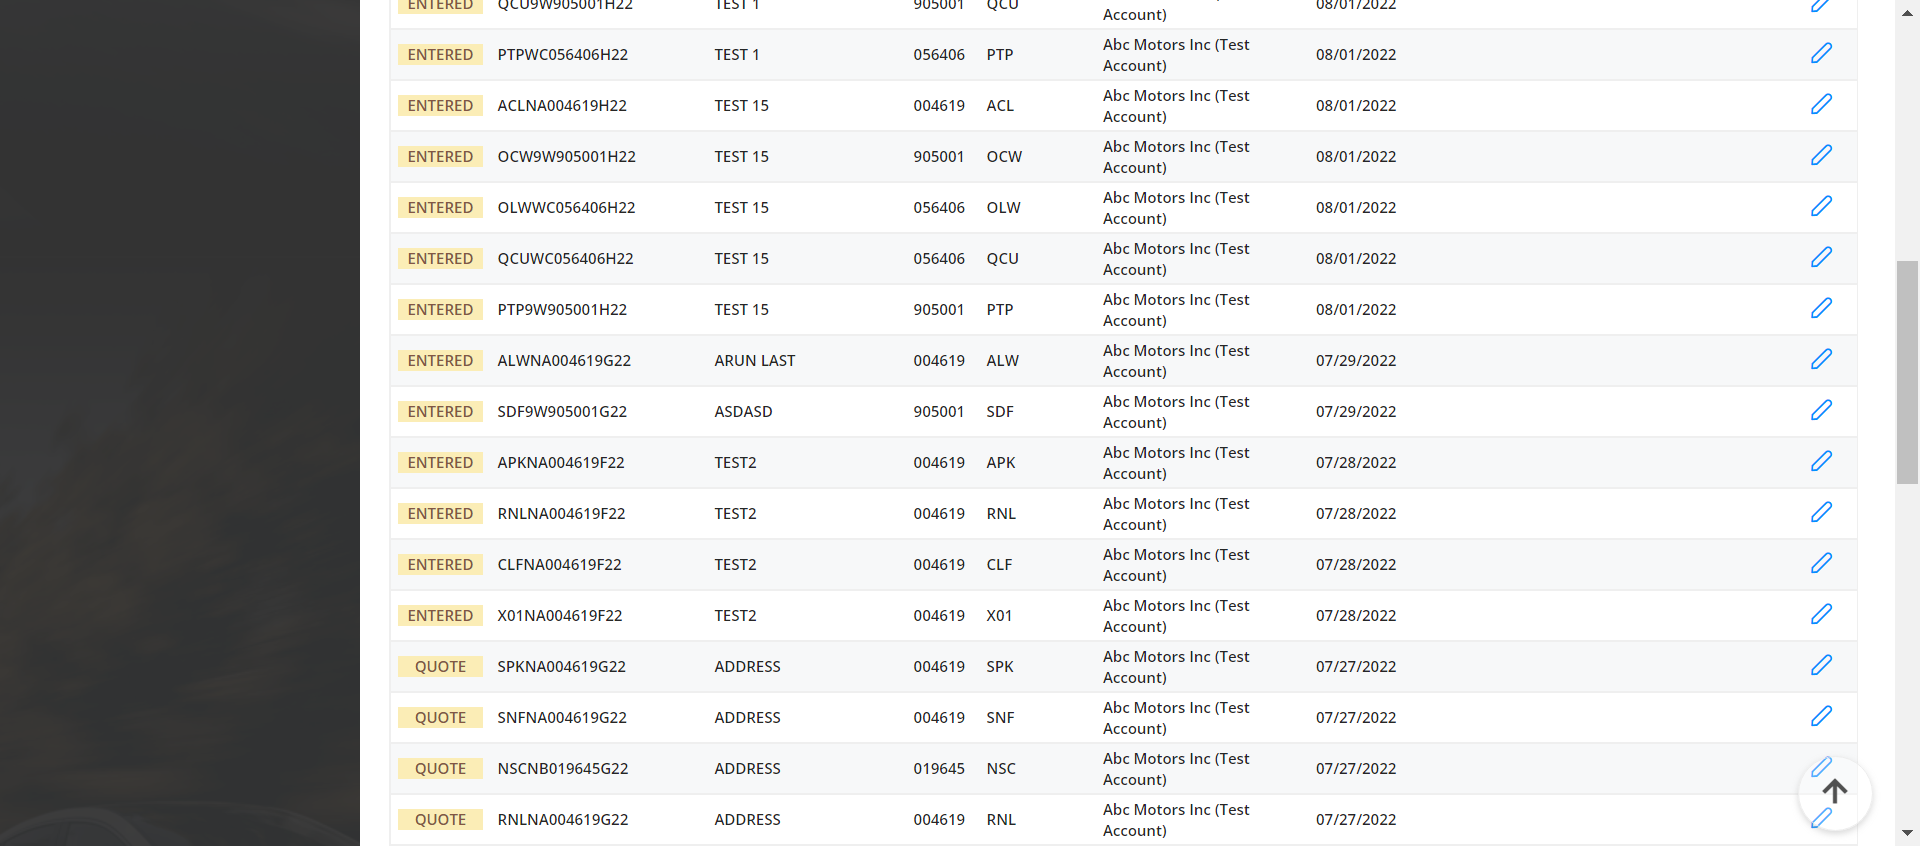 ENTERED QCU9W905001H22 TEST 1 905001 QCU Account) 08/01/2022
ENTERED PTPWC056406H22 TEST 1 056406 PTP Abc Motors Inc (Test Account) 08/01/2022
ENTERED ACLNA004619H22 TEST 15 004619 ACL Abc Motors Inc (Test Account) 08/01/2022
ENTERED OCW9W905001H22 TEST 15 905001 OCW Abc Motors Inc (Test Account) 08/01/2022
ENTERED OLWWC056406H22 TEST 15 056406 OLW Abc Motors Inc (Test Account) 08/01/2022
ENTERED QCUWC056406H22 TEST 15 056406 QCU Abc Motors Inc (Test Account) 08/01/2022
ENTERED PTP9W905001H22 TEST 15 905001 PTP Abc Motors Inc (Test Account) 08/01/2022
ENTERED ALWNA004619G22 ARUN LAST 004619 ALW Abc Motors Inc (Test Account) 07/29/2022
ENTERED SDF9W905001G22 ASDASD 905001 SDF Abc Motors Inc (Test Account) 07/29/2022
ENTERED APKNA004619F22 TEST2 004619 APK Abc Motors Inc (Test Account) 07/28/2022
ENTERED RNLNA004619F22 TEST2 004619 RNL Abc Motors Inc (Test Account) 07/28/2022
ENTERED CLFNA004619F22 TEST2 004619 CLF Abc Motors Inc (Test Account) 07/28/2022
ENTERED X01NA004619F22 TEST2 004619 X01 Abc Motors Inc (Test Account) 07/28/2022
QUOTE SPKNA004619G22 ADDRESS 004619 SPK Abc Motors Inc (Test Account) 07/27/2022
QUOTE SNFNA004619G22 ADDRESS 004619 SNF Abc Motors Inc (Test Account) 07/27/2022
QUOTE NSCNB019645G22 ADDRESS 019645 NSC Abc Motors Inc (Test Account) 07/27/2022
QUOTE RNLNA004619G22 ADDRESS 004619 RNL Abc Motors Inc (Test Account) 07/27/2022